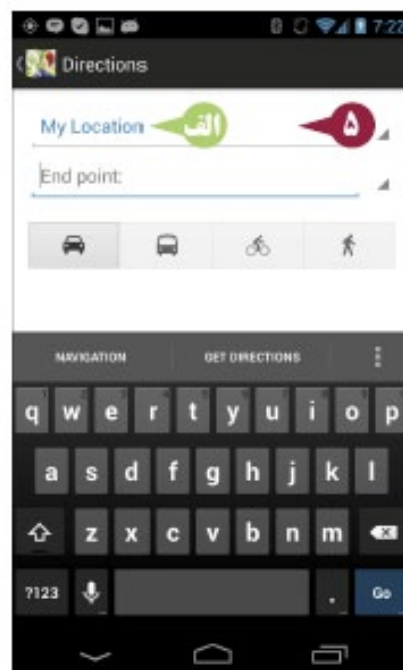 7:22
Directions
My Location الف ۵
End point:
NAVIGATION GET DIRECTIONS
q w e r t y u i o p
a s d f g h j k l
z x c v b n m
?123 . Go